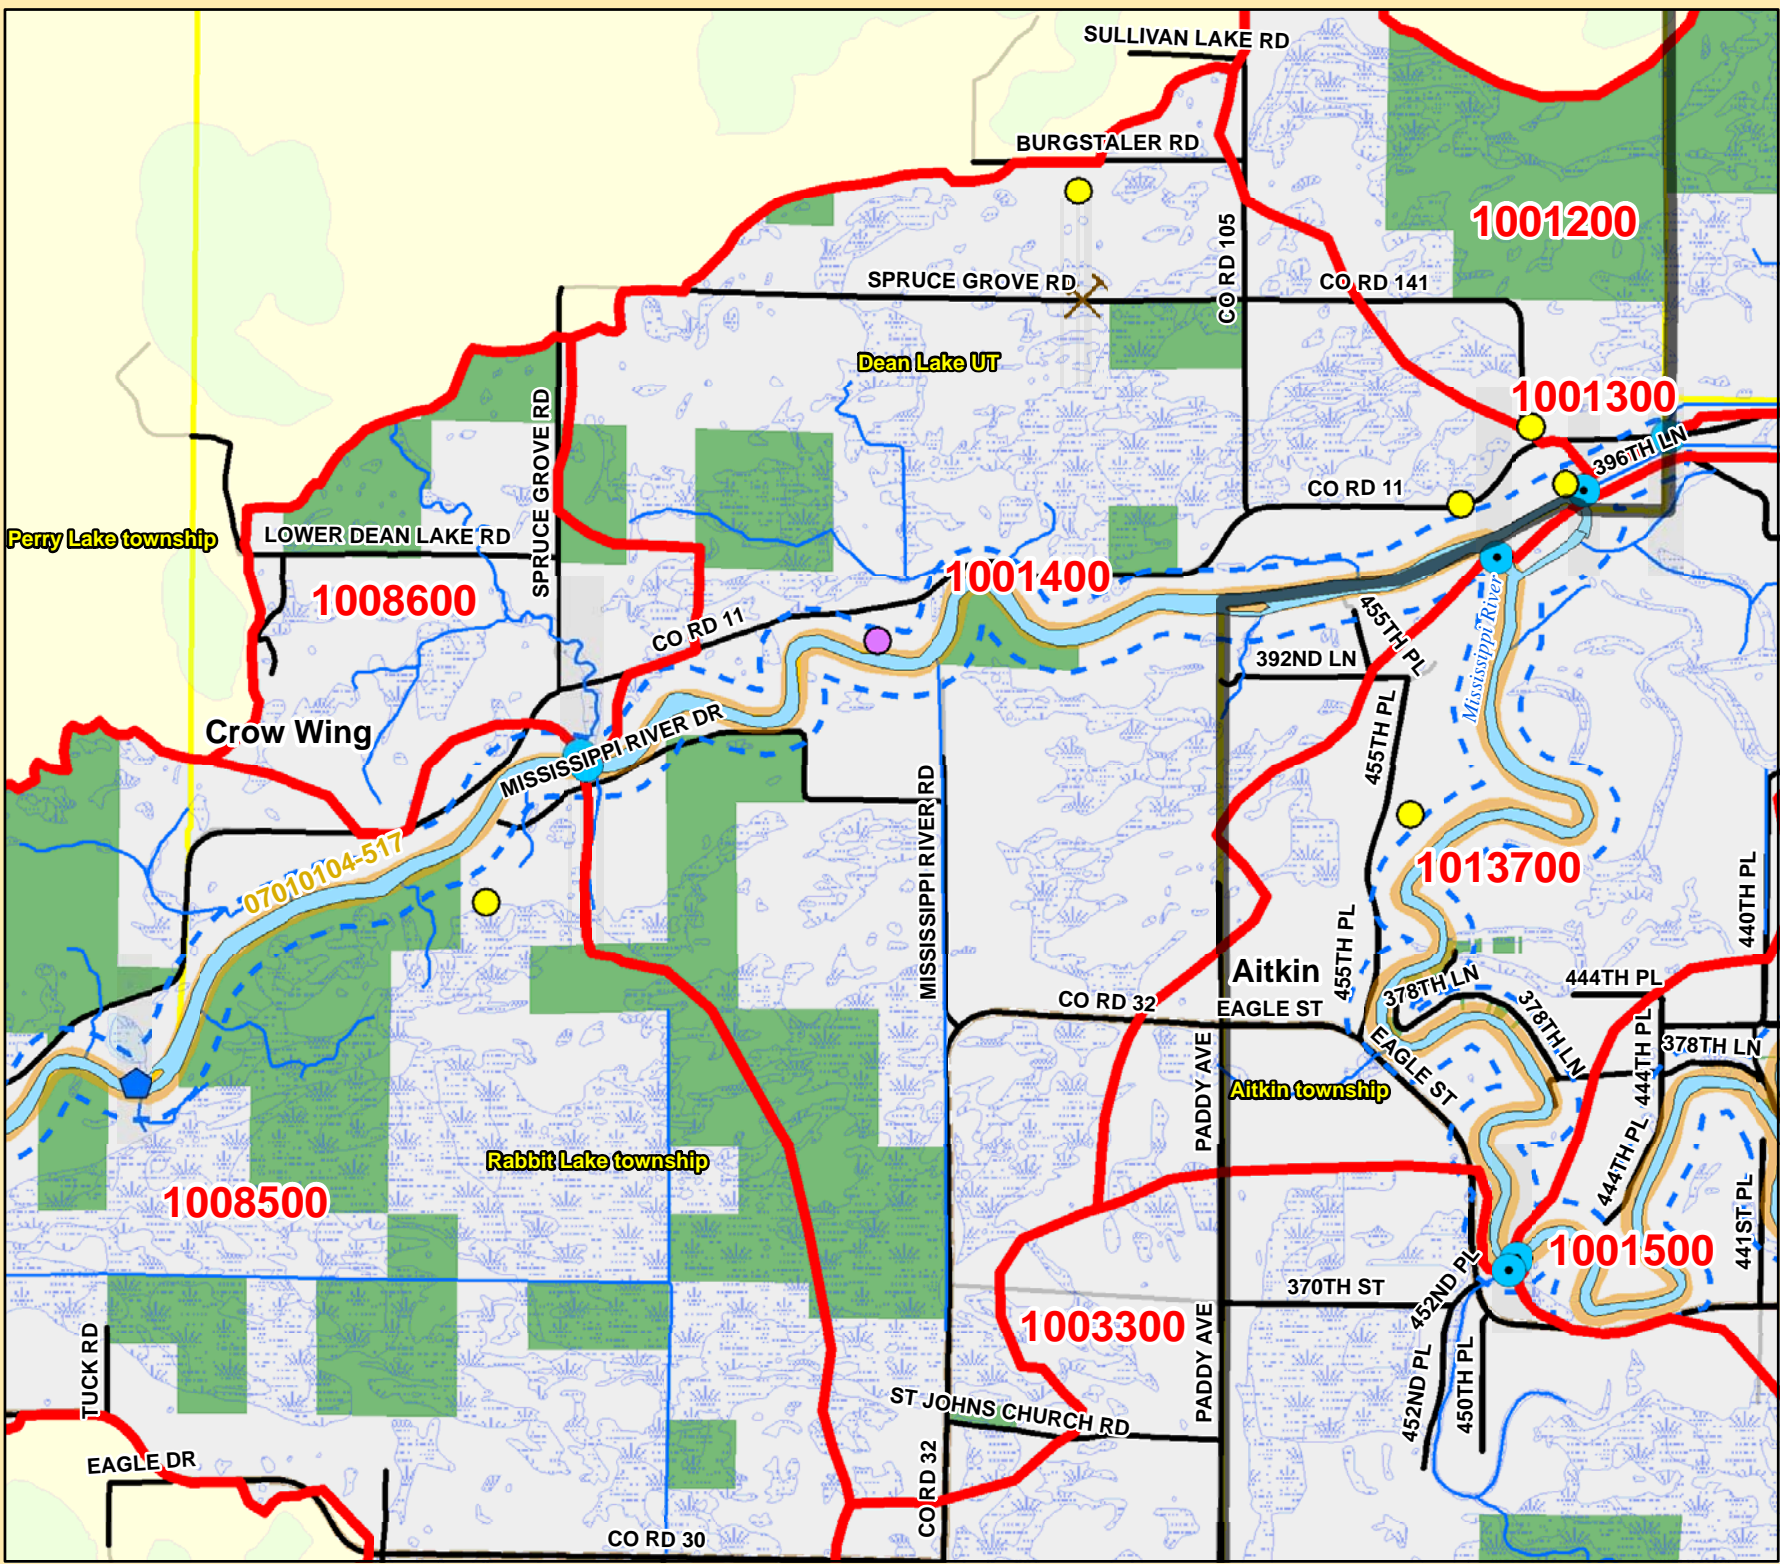 SULLIVAN LAKE RD
BURGSTALER RD
1001200
CO RD 105
SPRUCE GROVE RD
CO RD 141
Dean Lake UT
1001300
SPRUCE GROVE RD
396TH LN
CO RD 11
Perry Lake township
LOWER DEAN LAKE RD
1001400
1008600
455TH PL
Mississippi River
CO RD 11
392ND LN
Crow Wing
MISSISSIPPI RIVER DR
455TH PL
MISSISSIPPI RIVER RD
07010104-517
1013700
440TH PL
455TH PL
Aitkin
378TH LN
444TH PL
CO RD 32
EAGLE ST
378TH LN
444TH PL
378TH LN
EAGLE ST
PADDY AVE
Aitkin township
444TH PL
Rabbit Lake township
1008500
441ST PL
1001500
452ND PL
370TH ST
1003300
TUCK RD
PADDY AVE
452ND PL
450TH PL
ST JOHNS CHURCH RD
EAGLE DR
CO RD 32
CO RD 30